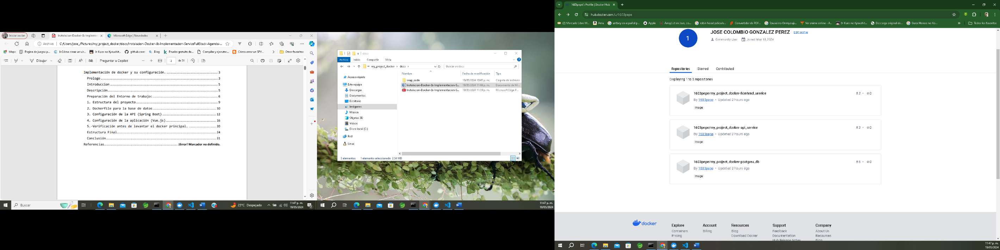 Iniciar sesión
Instalacion-Docker-&-Implemen
Microsoft Edge | Novedades
Archivo
C:/Users/jose_/Pictures/my_project_docker/docs/Instalacion-Docker-&-Implementacion-ServiceFullStack-Agenda-...
Maps
Pagina de juegos p...
Cómo crear un vir...
Kuro no Kyoushit...
github.com
Bing
Prueba gratuita de...
Compilar y ejecutar...
Cómo crear un SPY...
Otros favoritos
Dibujar
Preguntar a Copilot
2
de 31
Implementación de docker y su configuración. 3
Prologo 3
Introduccion 5
Descripción 5
Preparación del Entorno de trabajo: 6
1. Estructura del proyecto 9
2. Dockerfile para la base de datos 10
3. Configuración de la API (Spring Boot) 12
4. Configuración de la aplicación (Vue.js) 16
5.-Verificación antes de levantar el docker principal. 20
Estructura Final 24
Conclusión 31
Referencias ¡Error! Marcador no definido.
Buscar
23°C Despejado
11:47 p. m.
19/05/2024
docs
Archivo
Inicio
Compartir
Vista
my_project_docker
docs
Buscar en docs
Acceso rápido
Este equipo
Descargas
Documentos
Escritorio
Imágenes
Música
Objetos 3D
Videos
Disco local (C:)
Red
Linux
Nombre
Fecha de modificación
Tipo
snap_code
19/05/2024 10:45 p. m.
Carpeta de archivos
Instalacion-Docker-&-Implementacion-S...
19/05/2024 11:46 p. m.
Documento de Mi...
Instalacion-Docker-&-Implementacion-S...
19/05/2024 11:39 p. m.
Microsoft Edge P...
3 elementos
1 elemento seleccionado 2.54 MB
11:47 p. m.
19/05/2024
1603pepe's Profile | Docker Hub
hub.docker.com/u/1603pepe
(2) Mercado Libre M...
Ama
antboy en español p...
Apple
ArrayList en Java, co...
robin hood pelicula...
Convertidor de PDF...
Sousei no Onmyouji...
Ver anime online - A...
Kuro no Kyoushit...
Descarga original de...
Garo: Honoo no Ko...
Todos los favoritos
1
JOSE COLOMBIO GONZALEZ PEREZ
Edit profile
Community User
Joined May 18, 2024
Repositories
Starred
Contributed
Displaying 1 to 3 repositories
1603pepe/my_project_docker-frontend_service
By 1603pepe • Updated 2 hours ago
Image
2 • 0
1603pepe/my_project_docker-api_service
By 1603pepe • Updated 2 hours ago
Image
2 • 0
1603pepe/my_project_docker-postgres_db
By 1603pepe • Updated 2 hours ago
Image
5 • 0
docker
Explore
Containers
Pricing
Account
Billing
Resources
Blog
Download Docker
Support
Feedback
Documentation
Hub Release Notes
Company
About Us
Resources
Blog
11:47 p. m.
19/05/2024